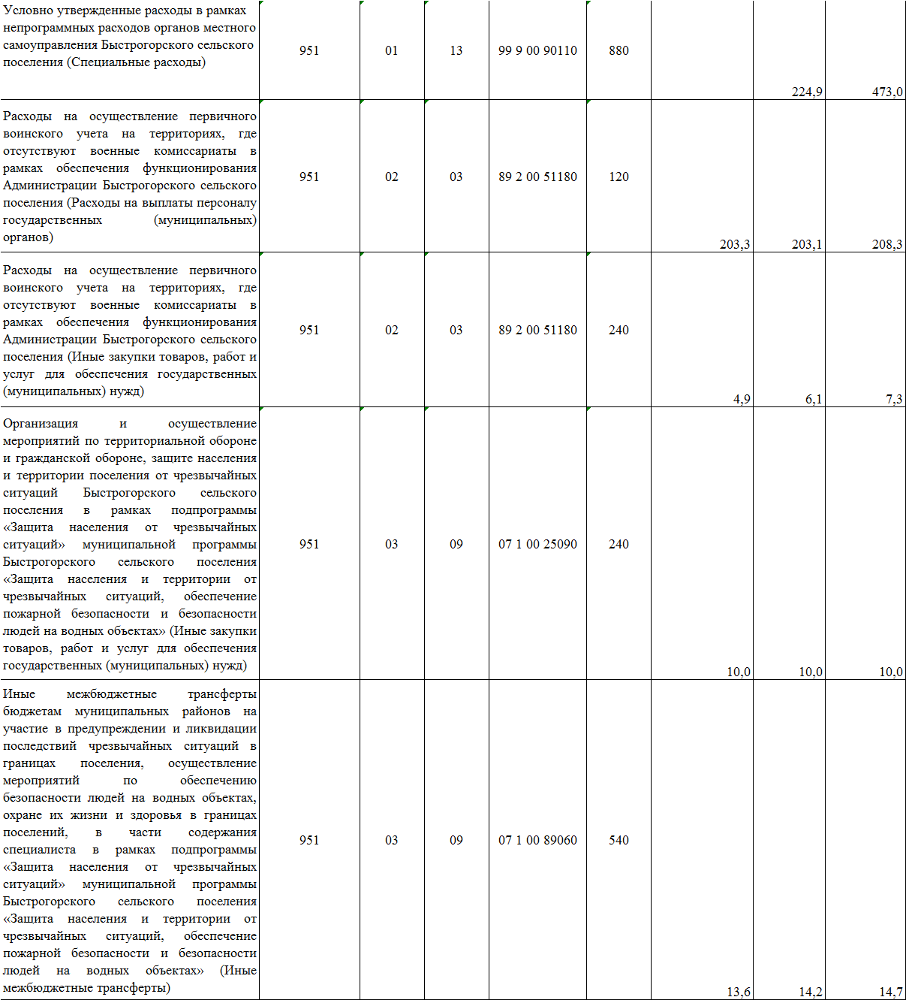 Условно утвержденные расходы в рамках
непрограммных расходов органов местного
самоуправления Быстрогорского сельского
поселения (Специальные расходы)
951 01 13 99 9 00 90110 880
224,9 473,0
Расходы на осуществление первичного
воинского учета на территориях, где
отсутствуют военные комиссариаты в
рамках обеспечения функционирования
Администрации Быстрогорского сельского
поселения (Расходы на выплаты персоналу
государственных (муниципальных)
органов)
951 02 03 89 2 00 51180 120
203,3 203,1 208,3
Расходы на осуществление первичного
воинского учета на территориях, где
отсутствуют военные комиссариаты в
рамках обеспечения функционирования
Администрации Быстрогорского сельского
поселения (Иные закупки товаров, работ и
услуг для обеспечения государственных
(муниципальных) нужд)
951 02 03 89 2 00 51180 240
4,9 6,1 7,3
Организация и осуществление
мероприятий по территориальной обороне
и гражданской обороне, защите населения
и территории поселения от чрезвычайных
ситуаций Быстрогорского сельского
поселения в рамках подпрограммы
«Защита населения от чрезвычайных
ситуаций» муниципальной программы
Быстрогорского сельского поселения
«Защита населения и территории от
чрезвычайных ситуаций, обеспечение
пожарной безопасности и безопасности
людей на водных объектах» (Иные закупки
товаров, работ и услуг для обеспечения
государственных (муниципальных) нужд)
951 03 09 07 1 00 25090 240
10,0 10,0 10,0
Иные межбюджетные трансферты
бюджетам муниципальных районов на
участие в предупреждении и ликвидации
последствий чрезвычайных ситуаций в
границах поселения, осуществление
мероприятий по обеспечению
безопасности людей на водных объектах,
охране их жизни и здоровья в границах
поселений, в части содержания
специалиста в рамках подпрограммы
«Защита населения от чрезвычайных
ситуаций» муниципальной программы
Быстрогорского сельского поселения
«Защита населения и территории от
чрезвычайных ситуаций, обеспечение
пожарной безопасности и безопасности
людей на водных объектах» (Иные
межбюджетные трансферты)
951 03 09 07 1 00 89060 540
13,6 14,2 14,7